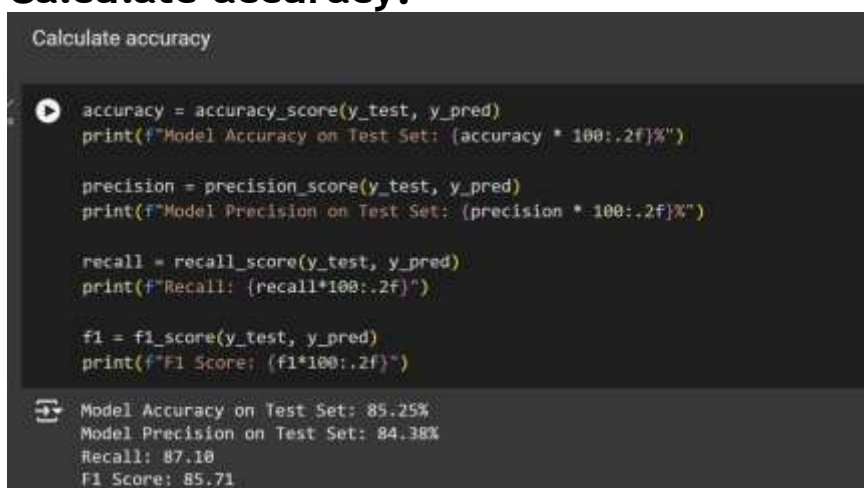 Calculate accuracy:
Calculate accuracy
accuracy = accuracy_score(y_test, y_pred)
print(f"Model Accuracy on Test Set: {accuracy * 100:.2f}%")
precision = precision_score(y_test, y_pred)
print(f"Model Precision on Test Set: {precision * 100:.2f}%")
recall = recall_score(y_test, y_pred)
print(f"Recall: {recall*100:.2f}")
f1 = f1_score(y_test, y_pred)
print(f"F1 Score: {f1*100:.2f}")
Model Accuracy on Test Set: 85.25%
Model Precision on Test Set: 84.38%
Recall: 87.10
F1 Score: 85.71